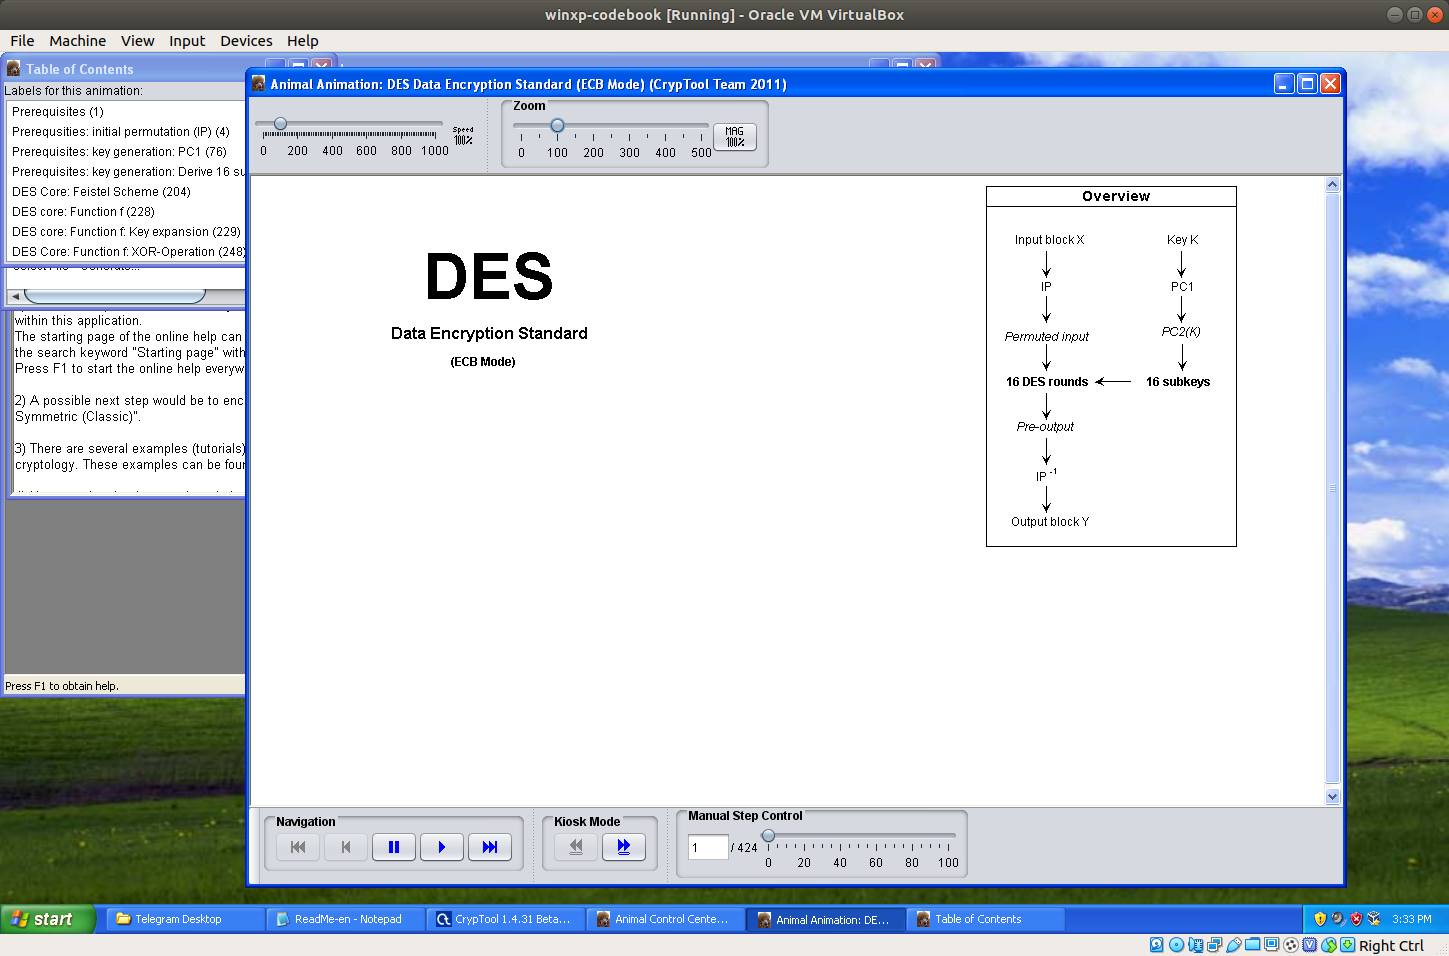 winxp-codebook [Running] - Oracle VM VirtualBox
File Machine View Input Devices Help
Table of Contents
Labels for this animation:
Prerequisites (1)
Prerequsities: initial permutation (IP) (4)
Prerequisites: key generation: PC1 (76)
Prerequisites: key generation: Derive 16 su
DES Core: Feistel Scheme (204)
DES core: Function f (228)
DES core: Function f: Key expansion (229)
DES Core: Function f: XOR-Operation (248)
within this application.
The starting page of the online help can
the search keyword "Starting page" with
Press F1 to start the online help everyw
2) A possible next step would be to enc
Symmetric (Classic)".
3) There are several examples (tutorials)
cryptology. These examples can be four
Press F1 to obtain help.
Animal Animation: DES Data Encryption Standard (ECB Mode) (CrypTool Team 2011)
Speed
100%
0 200 400 600 800 1000
Zoom
0 100 200 300 400 500
MAG
100%
DES
Data Encryption Standard
(ECB Mode)
Overview
Input block X Key K
IP PC1
Permuted input PC2(K)
16 DES rounds 16 subkeys
Pre-output
IP -1
Output block Y
Navigation
Kiosk Mode
Manual Step Control
1 / 424
0 20 40 60 80 100
start
Telegram Desktop
ReadMe-en - Notepad
CrypTool 1.4.31 Beta...
Animal Control Cente...
Animal Animation: DE...
Table of Contents
3:33 PM
Right Ctrl